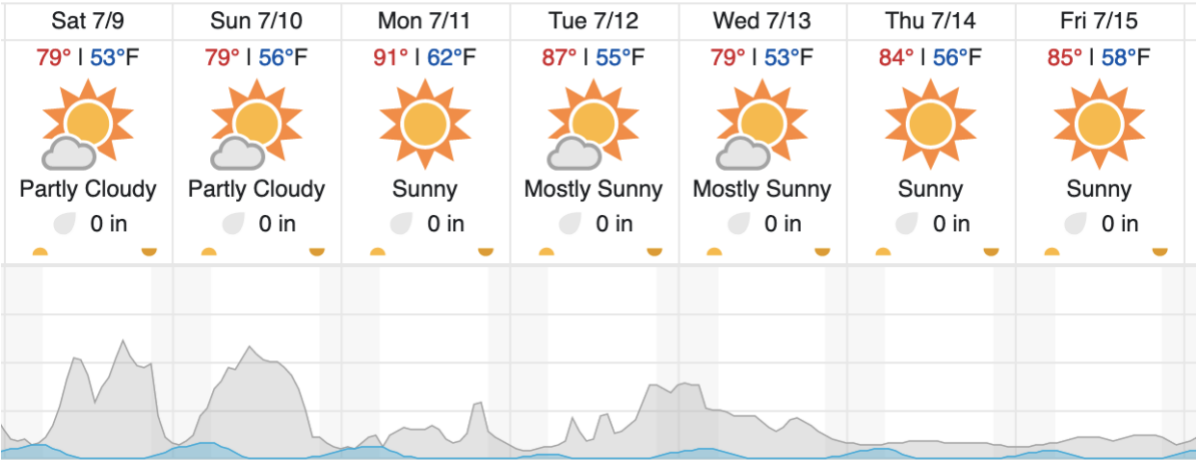 Sat 7/9 Sun 7/10 Mon 7/11 Tue 7/12 Wed 7/13 Thu 7/14 Fri 7/15
79° | 53°F 79° | 56°F 91° | 62°F 87° | 55°F 79° | 53°F 84° | 56°F 85° | 58°F
Partly Cloudy Partly Cloudy Sunny Mostly Sunny Mostly Sunny Sunny Sunny
0 in 0 in 0 in 0 in 0 in 0 in 0 in